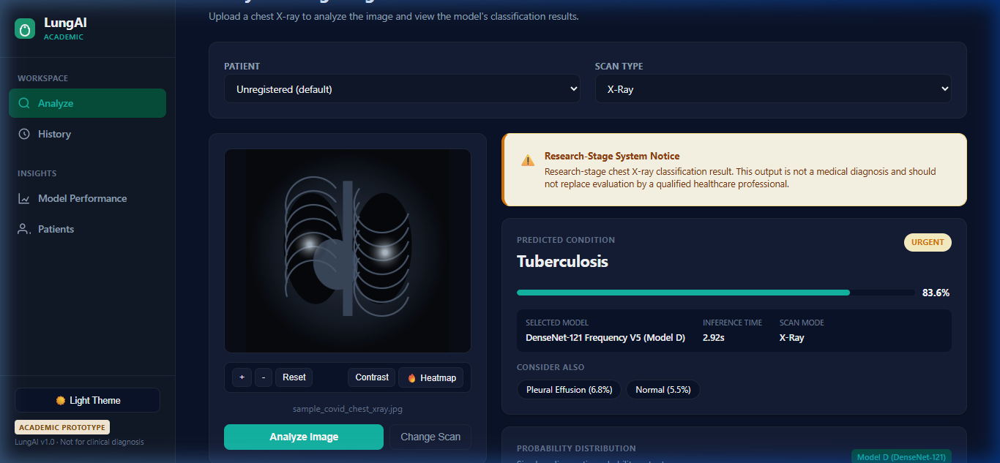 LungAI
ACADEMIC
WORKSPACE
Analyze
History
INSIGHTS
Model Performance
Patients
Light Theme
ACADEMIC PROTOTYPE
LungAI v1.0 · Not for clinical diagnosis
Upload a chest X-ray to analyze the image and view the model's classification results.
PATIENT
Unregistered (default)
SCAN TYPE
X-Ray
+
-
Reset
Contrast
Heatmap
sample_covid_chest_xray.jpg
Analyze Image
Change Scan
Research-Stage System Notice
Research-stage chest X-ray classification result. This output is not a medical diagnosis and should
not replace evaluation by a qualified healthcare professional.
PREDICTED CONDITION
URGENT
Tuberculosis
83.6%
SELECTED MODEL
DenseNet-121 Frequency V5 (Model D)
INFERENCE TIME
2.92s
SCAN MODE
X-Ray
CONSIDER ALSO
Pleural Effusion (6.8%)
Normal (5.5%)
PROBABILITY DISTRIBUTION
Model D (DenseNet-121)